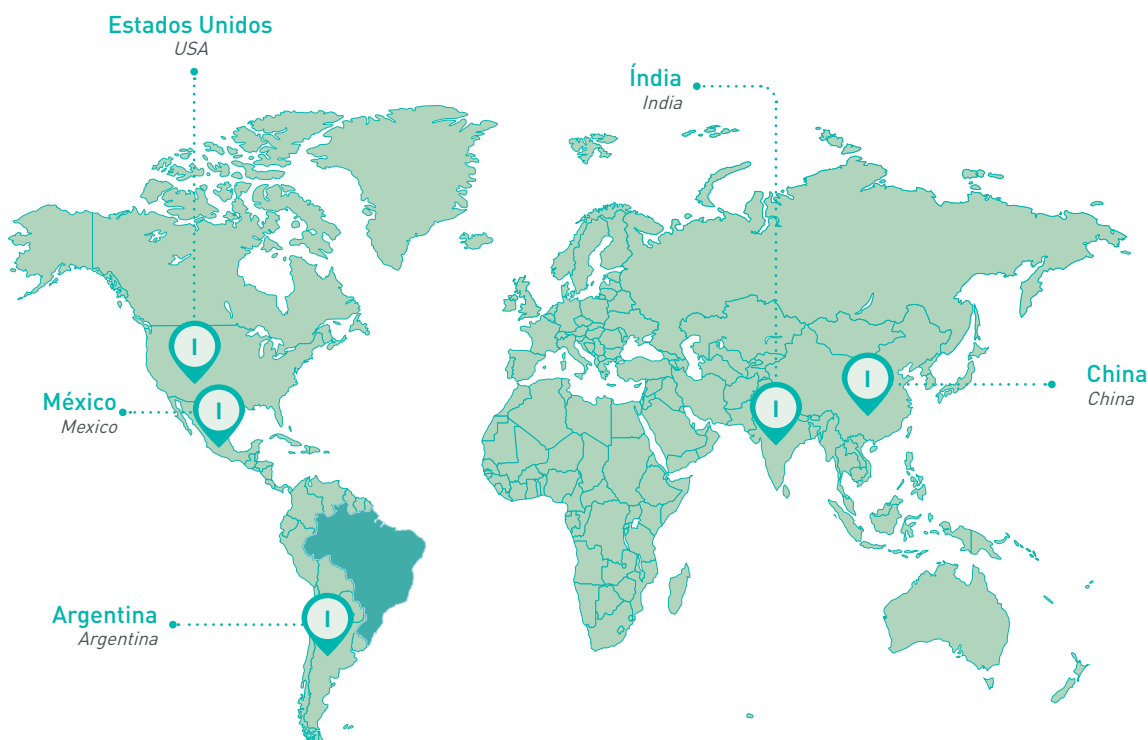 Estados Unidos
USA
Índia
India
I
China
China
I
I
México
Mexico
I
Argentina
Argentina
I